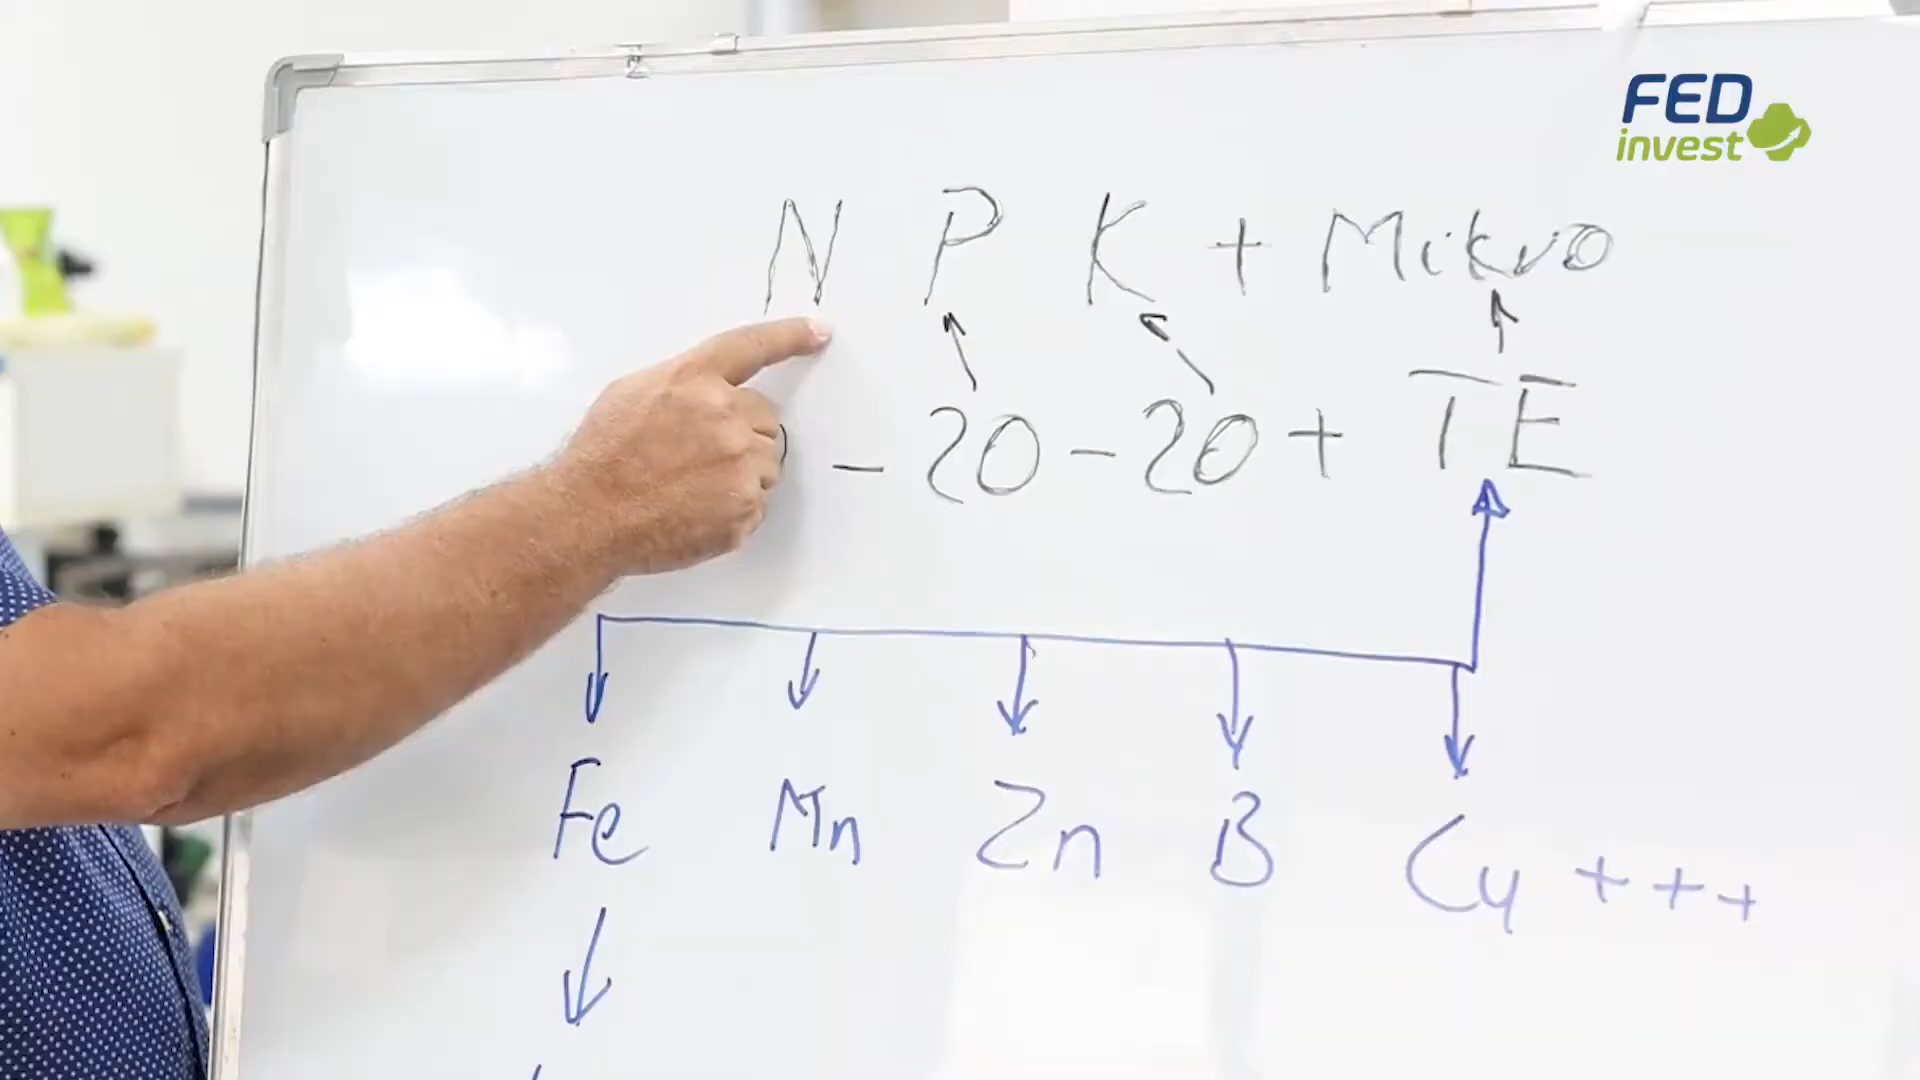 FED
invest
N P K + Mikro
- 20 - 20 + TE
Fe Mn Zn B Cu + + +